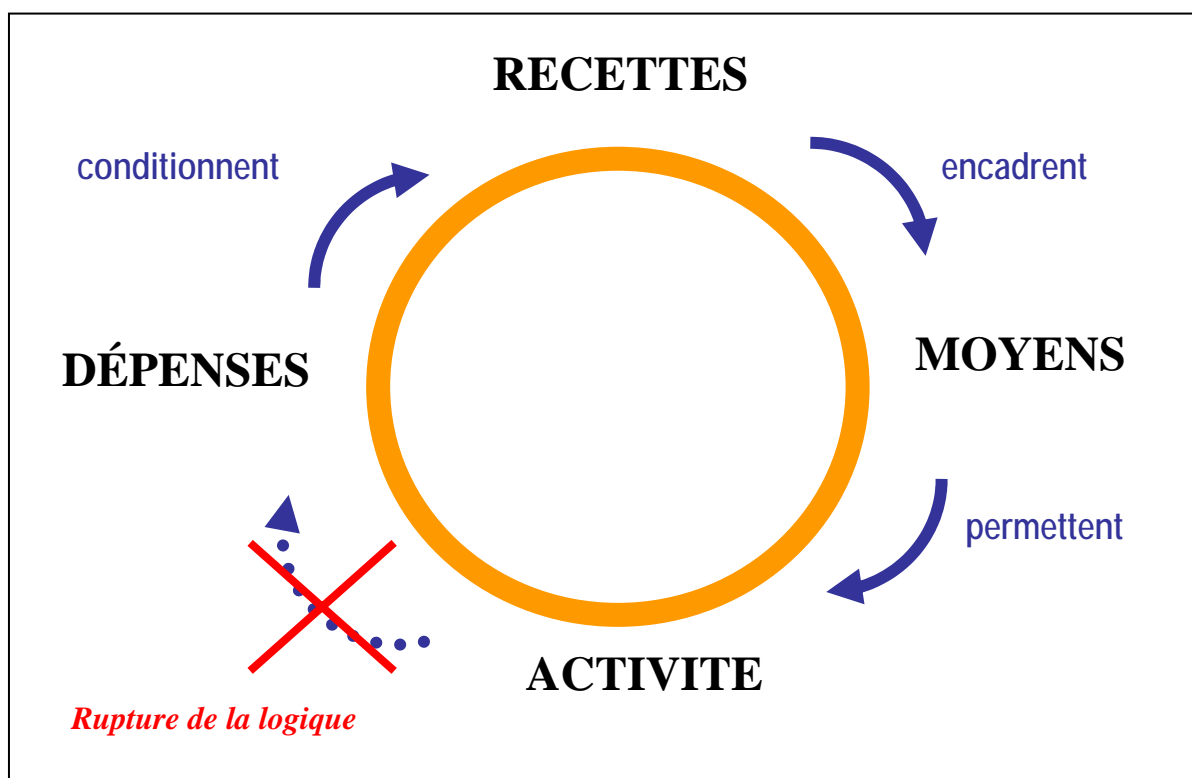 RECETTES
conditionnent
encadrent
DÉPENSES
MOYENS
permettent
ACTIVITE
Rupture de la logique